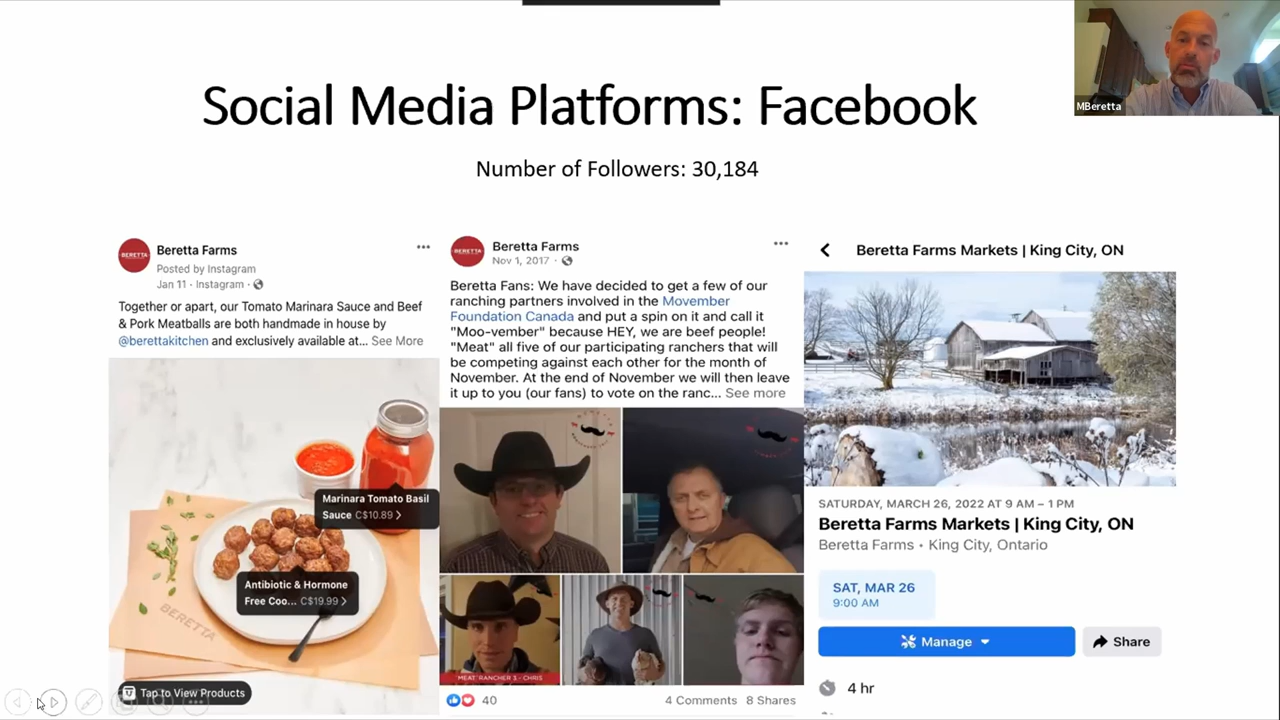 Social Media Platforms: Facebook
MBeretta
Number of Followers: 30,184
BERETTA
Beretta Farms
Posted by Instagram
Jan 11 · Instagram ·
Together or apart, our Tomato Marinara Sauce and Beef
& Pork Meatballs are both handmade in house by
@berettakitchen and exclusively available at... See More
Marinara Tomato Basil
Sauce C$10.89 >
Antibiotic & Hormone
Free Coo... C$19.99 >
BERETTA
Tap to View Products
BERETTA
Beretta Farms
Nov 1, 2017 ·
Beretta Fans: We have decided to get a few of our
ranching partners involved in the Movember
Foundation Canada and put a spin on it and call it
"Moo-vember" because HEY, we are beef people!
"Meat" all five of our participating ranchers that will
be competing against each other for the month of
November. At the end of November we will then leave
it up to you (our fans) to vote on the ranc... See more
MEAT RANCHER 3 - CHRIS
40
4 Comments 8 Shares
Beretta Farms Markets | King City, ON
SATURDAY, MARCH 26, 2022 AT 9 AM – 1 PM
Beretta Farms Markets | King City, ON
Beretta Farms • King City, Ontario
SAT, MAR 26
9:00 AM
Manage
Share
4 hr